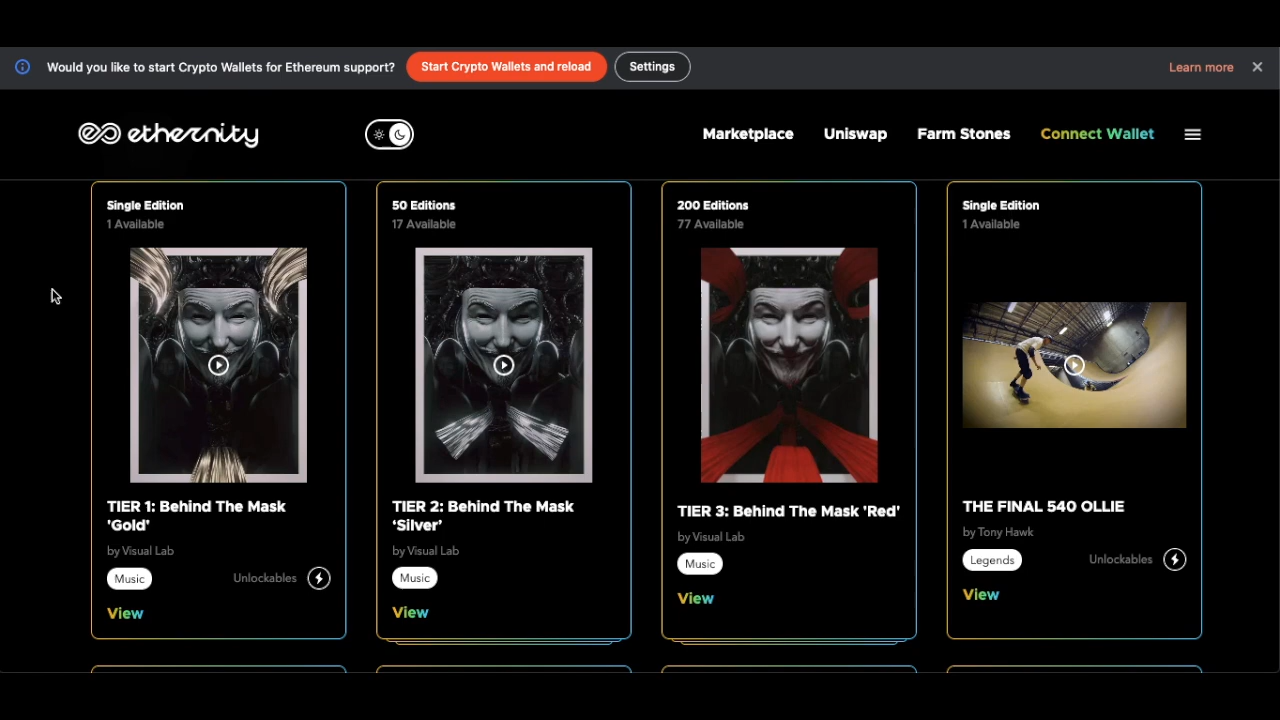 Would you like to start Crypto Wallets for Ethereum support? Start Crypto Wallets and reload Settings Learn more
ethernity Marketplace Uniswap Farm Stones Connect Wallet
Single Edition
1 Available
TIER 1: Behind The Mask
'Gold'
by Visual Lab
Music Unlockables
View
50 Editions
17 Available
TIER 2: Behind The Mask
‘Silver’
by Visual Lab
Music
View
200 Editions
77 Available
TIER 3: Behind The Mask 'Red'
by Visual Lab
Music
View
Single Edition
1 Available
THE FINAL 540 OLLIE
by Tony Hawk
Legends Unlockables
View